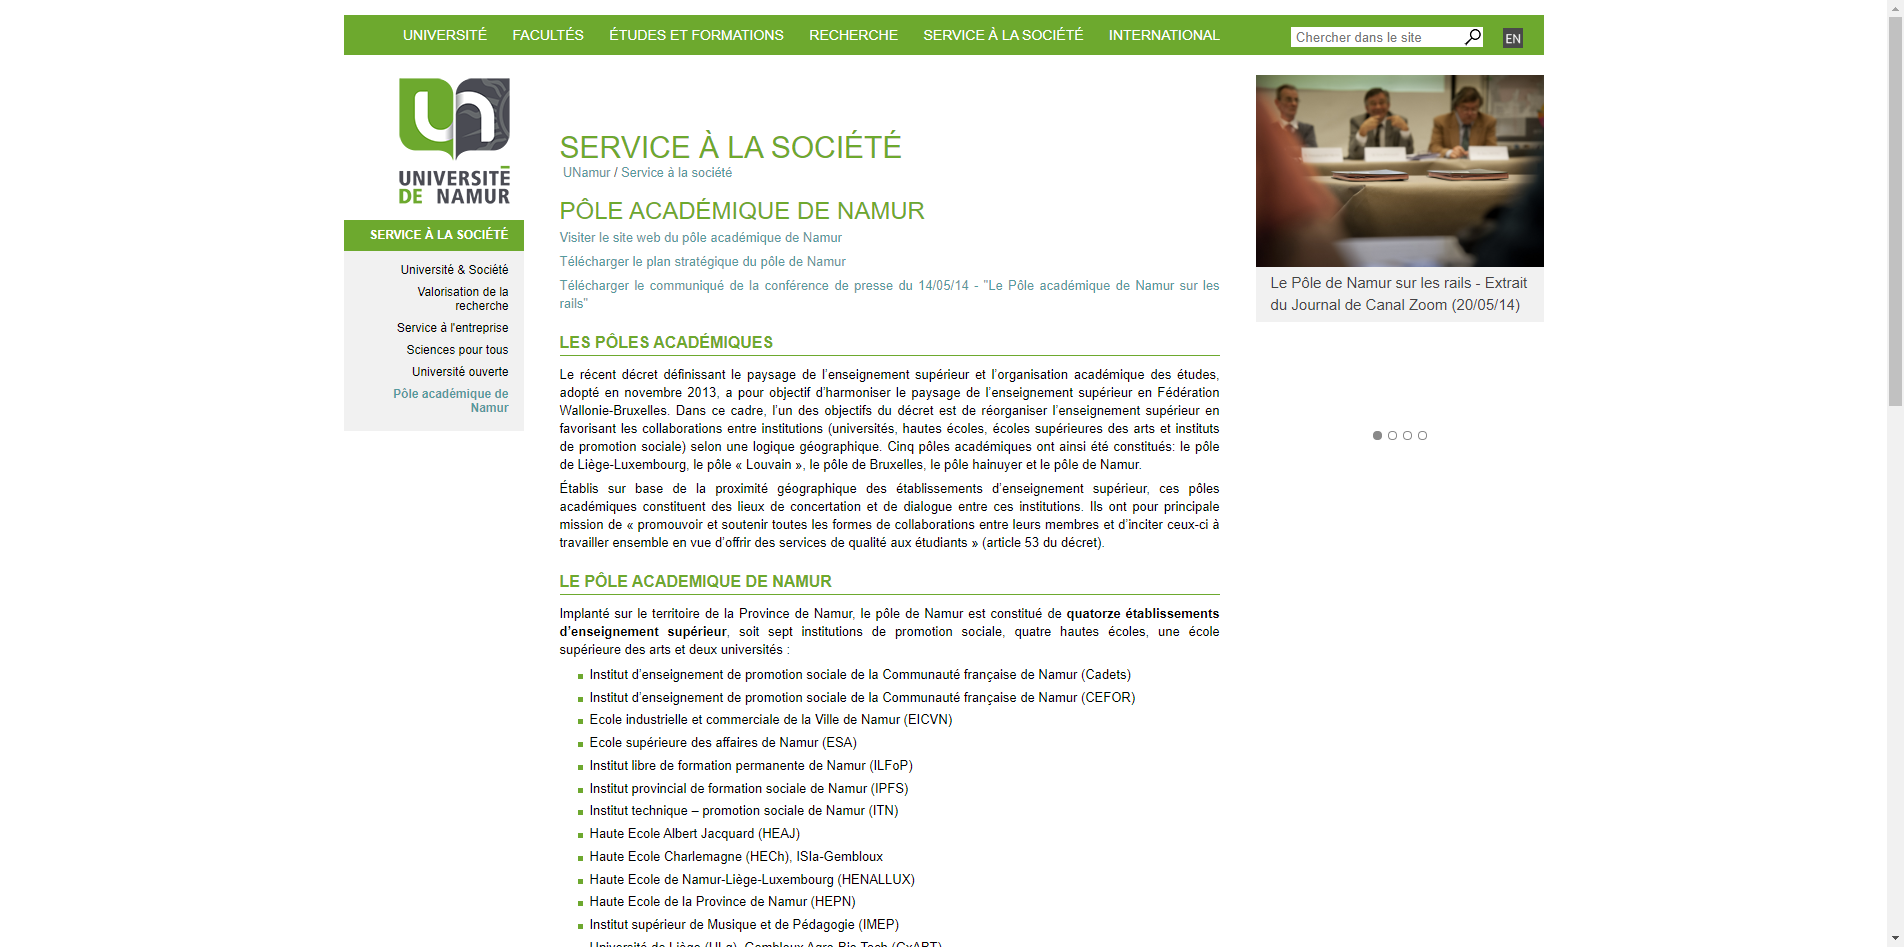 UNIVERSITÉ FACULTÉS ÉTUDES ET FORMATIONS RECHERCHE SERVICE À LA SOCIÉTÉ INTERNATIONAL
Chercher dans le site
EN
UNIVERSITÉ
DE NAMUR
SERVICE À LA SOCIÉTÉ
Université & Société
Valorisation de la
recherche
Service à l'entreprise
Sciences pour tous
Université ouverte
Pôle académique de
Namur
SERVICE À LA SOCIÉTÉ
UNamur / Service à la société
PÔLE ACADÉMIQUE DE NAMUR
Visiter le site web du pôle académique de Namur
Télécharger le plan stratégique du pôle de Namur
Télécharger le communiqué de la conférence de presse du 14/05/14 - "Le Pôle académique de Namur sur les
rails"
LES PÔLES ACADÉMIQUES
Le récent décret définissant le paysage de l’enseignement supérieur et l’organisation académique des études,
adopté en novembre 2013, a pour objectif d’harmoniser le paysage de l’enseignement supérieur en Fédération
Wallonie-Bruxelles. Dans ce cadre, l’un des objectifs du décret est de réorganiser l’enseignement supérieur en
favorisant les collaborations entre institutions (universités, hautes écoles, écoles supérieures des arts et instituts
de promotion sociale) selon une logique géographique. Cinq pôles académiques ont ainsi été constitués: le pôle
de Liège-Luxembourg, le pôle « Louvain », le pôle de Bruxelles, le pôle hainuyer et le pôle de Namur.
Établis sur base de la proximité géographique des établissements d’enseignement supérieur, ces pôles
académiques constituent des lieux de concertation et de dialogue entre ces institutions. Ils ont pour principale
mission de « promouvoir et soutenir toutes les formes de collaborations entre leurs membres et d’inciter ceux-ci à
travailler ensemble en vue d’offrir des services de qualité aux étudiants » (article 53 du décret).
LE PÔLE ACADEMIQUE DE NAMUR
Implanté sur le territoire de la Province de Namur, le pôle de Namur est constitué de quatorze établissements
d’enseignement supérieur, soit sept institutions de promotion sociale, quatre hautes écoles, une école
supérieure des arts et deux universités :
Institut d’enseignement de promotion sociale de la Communauté française de Namur (Cadets)
Institut d’enseignement de promotion sociale de la Communauté française de Namur (CEFOR)
Ecole industrielle et commerciale de la Ville de Namur (EICVN)
Ecole supérieure des affaires de Namur (ESA)
Institut libre de formation permanente de Namur (ILFoP)
Institut provincial de formation sociale de Namur (IPFS)
Institut technique – promotion sociale de Namur (ITN)
Haute Ecole Albert Jacquard (HEAJ)
Haute Ecole Charlemagne (HECh), ISIa-Gembloux
Haute Ecole de Namur-Liège-Luxembourg (HENALLUX)
Haute Ecole de la Province de Namur (HEPN)
Institut supérieur de Musique et de Pédagogie (IMEP)
Université de Liège (ULg), Gembloux Agro-Bio Tech (GxABT)
Le Pôle de Namur sur les rails - Extrait
du Journal de Canal Zoom (20/05/14)